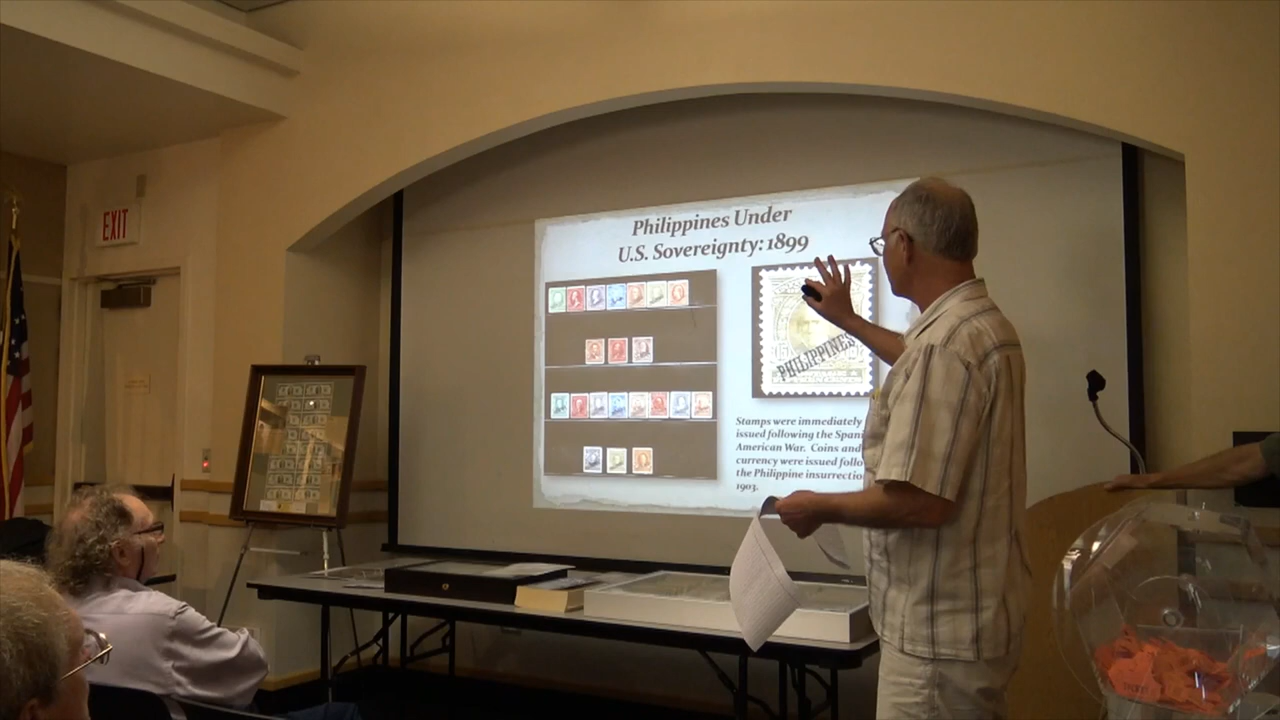 EXIT
Philippines Under
U.S. Sovereignty: 1899
PHILIPPINES
Stamps were immediately
issued following the Spani
American War. Coins and
currency were issued follo
the Philippine insurrectio
1903.